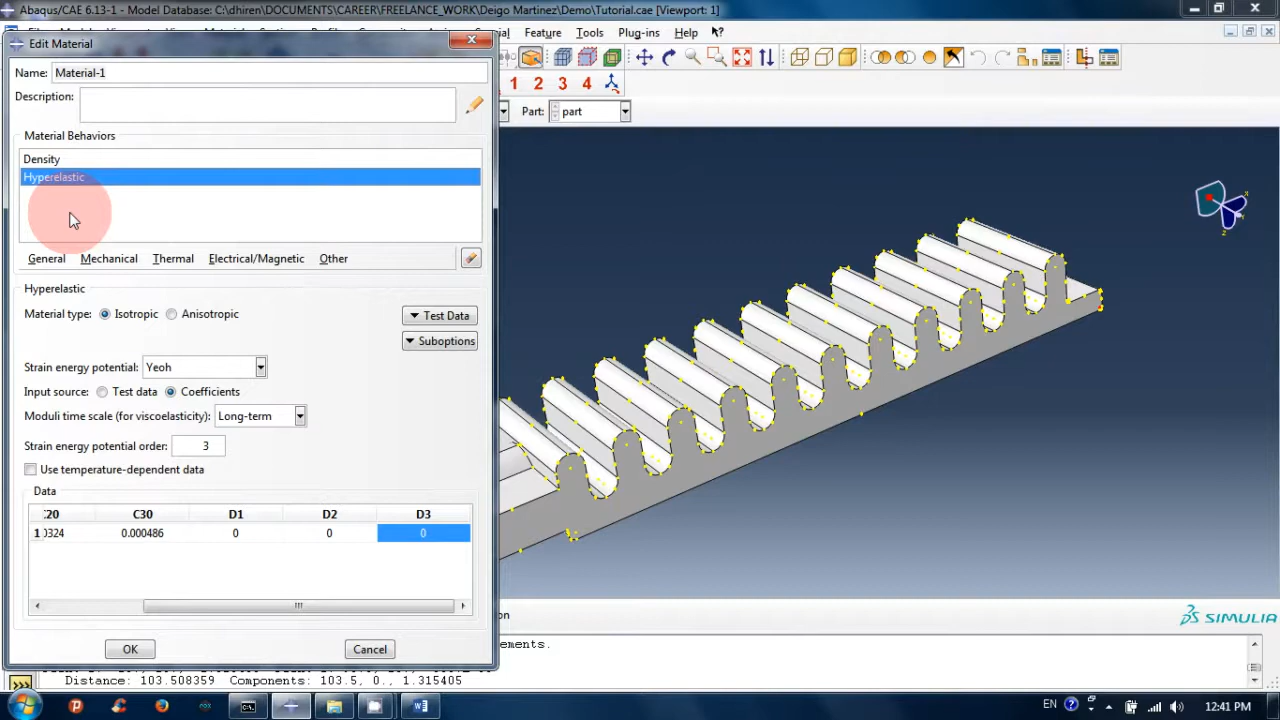 Abaqus/CAE 6.13-1 - Model Database: C:\dhiren\DOCUMENTS\CAREER\FREELANCE_WORK\Deigo Martinez\Demo\Tutorial.cae [Viewport: 1]
Feature Tools Plug-ins Help
Edit Material
Name: Material-1
1 2 3 4
Description:
Part: part
Material Behaviors
Density
Hyperelastic
General Mechanical Thermal Electrical/Magnetic Other
Hyperelastic
Material type: Isotropic Anisotropic
Test Data
Suboptions
Strain energy potential: Yeoh
Input source: Test data Coefficients
Moduli time scale (for viscoelasticity): Long-term
Strain energy potential order: 3
Use temperature-dependent data
Data
C30 D1 D2 D3
1 0.000486 0 0 0
SIMULIA
ements.
OK Cancel
Distance: 103.508359 Components: 103.5, 0., 1.315405
EN 12:41 PM